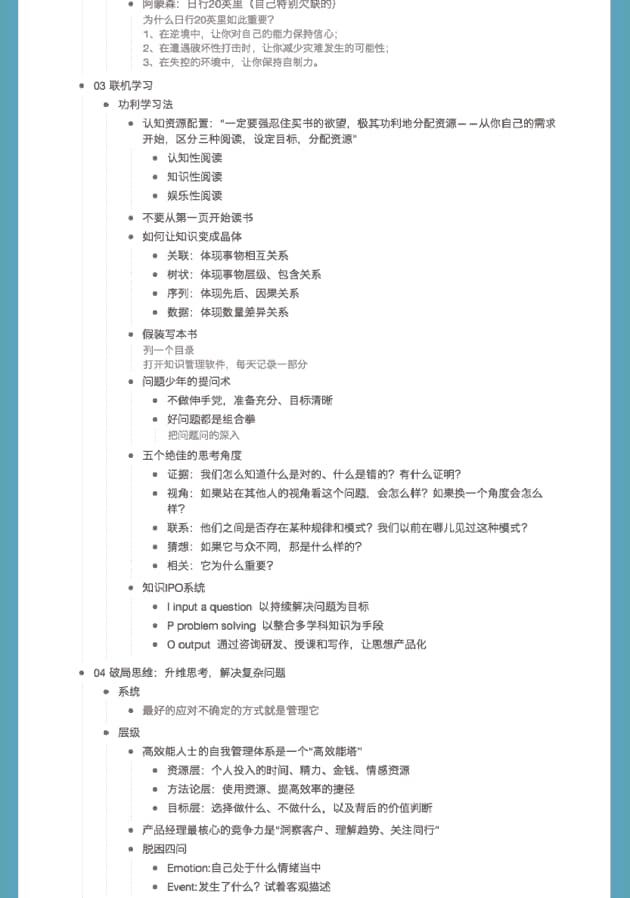 阿蒙森：日行20英里（自己特别欠缺的）
为什么日行20英里如此重要？
1、在逆境中，让你对自己的能力保持信心；
2、在遭遇破坏性打击时，让你减少灾难发生的可能性；
3、在失控的环境中，让你保持自制力。
03 联机学习
功利学习法
认知资源配置：“一定要强忍住买书的欲望，极其功利地分配资源——从你自己的需求
开始，区分三种阅读，设定目标，分配资源”
认知性阅读
知识性阅读
娱乐性阅读
不要从第一页开始读书
如何让知识变成晶体
关联：体现事物相互关系
树状：体现事物层级、包含关系
序列：体现先后、因果关系
数据：体现数量差异关系
假装写本书
列一个目录
打开知识管理软件，每天记录一部分
问题少年的提问术
不做伸手党，准备充分、目标清晰
好问题都是组合拳
把问题问的深入
五个绝佳的思考角度
证据：我们怎么知道什么是对的、什么是错的？有什么证明？
视角：如果站在其他人的视角看这个问题，会怎么样？如果换一个角度会怎么
样？
联系：他们之间是否存在某种规律和模式？我们以前在哪儿见过这种模式？
猜想：如果它与众不同，那是什么样的？
相关：它为什么重要？
知识IPO系统
I input a question 以持续解决问题为目标
P problem solving 以整合多学科知识为手段
O output 通过咨询研发、授课和写作，让思想产品化
04 破局思维：升维思考，解决复杂问题
系统
最好的应对不确定的方式就是管理它
层级
高效能人士的自我管理体系是一个“高效能塔”
资源层：个人投入的时间、精力、金钱、情感资源
方法论层：使用资源、提高效率的捷径
目标层：选择做什么、不做什么，以及背后的价值判断
产品经理最核心的竞争力是“洞察客户、理解趋势、关注同行”
脱困四问
Emotion:自己处于什么情绪当中
Event:发生了什么？试着客观描述